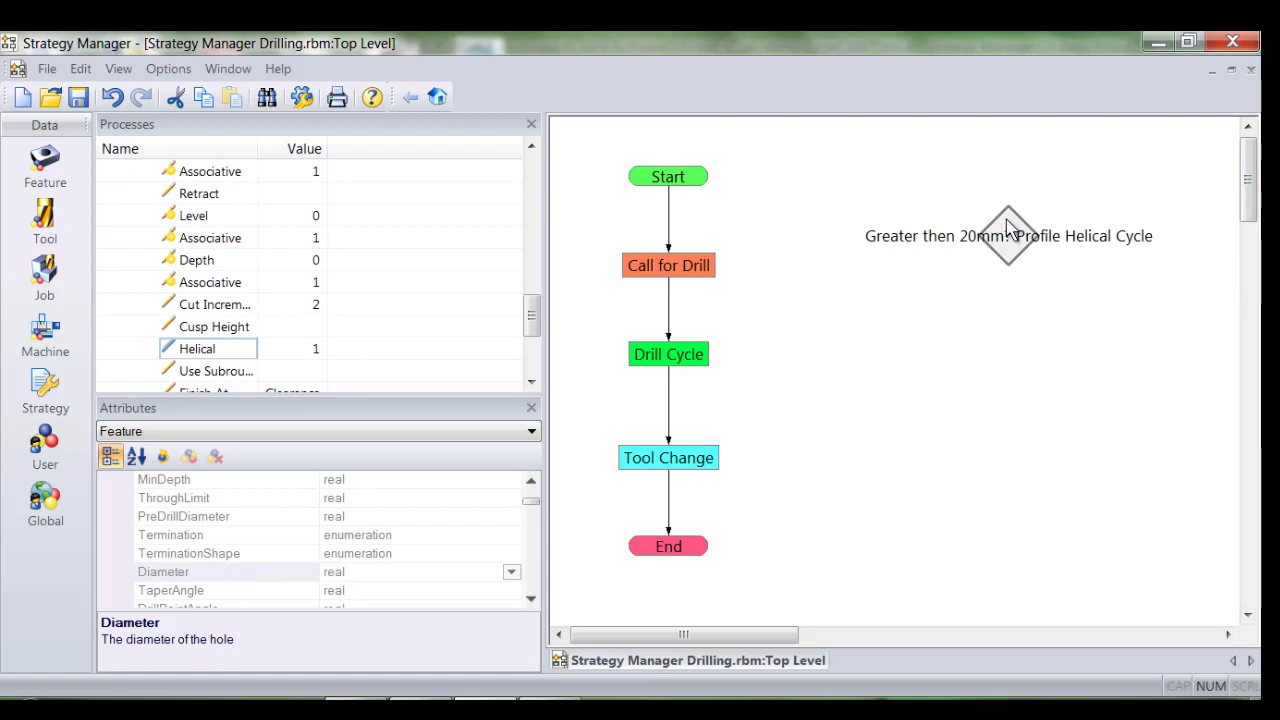 Strategy Manager - [Strategy Manager Drilling.rbm:Top Level]
File Edit View Options Window Help
Data
Feature
Tool
Job
Machine
Strategy
User
Global
Processes
Name Value
Associative 1
Retract
Level 0
Associative 1
Depth 0
Associative 1
Cut Increm... 2
Cusp Height
Helical 1
Use Subrou...
Attributes
Feature
MinDepth real
ThroughLimit real
PreDrillDiameter real
Termination enumeration
TerminationShape enumeration
Diameter real
TaperAngle real
Diameter
The diameter of the hole
Start
Call for Drill
Drill Cycle
Tool Change
End
Greater then 20mm? Profile Helical Cycle
Strategy Manager Drilling.rbm:Top Level
CAP NUM SCRL